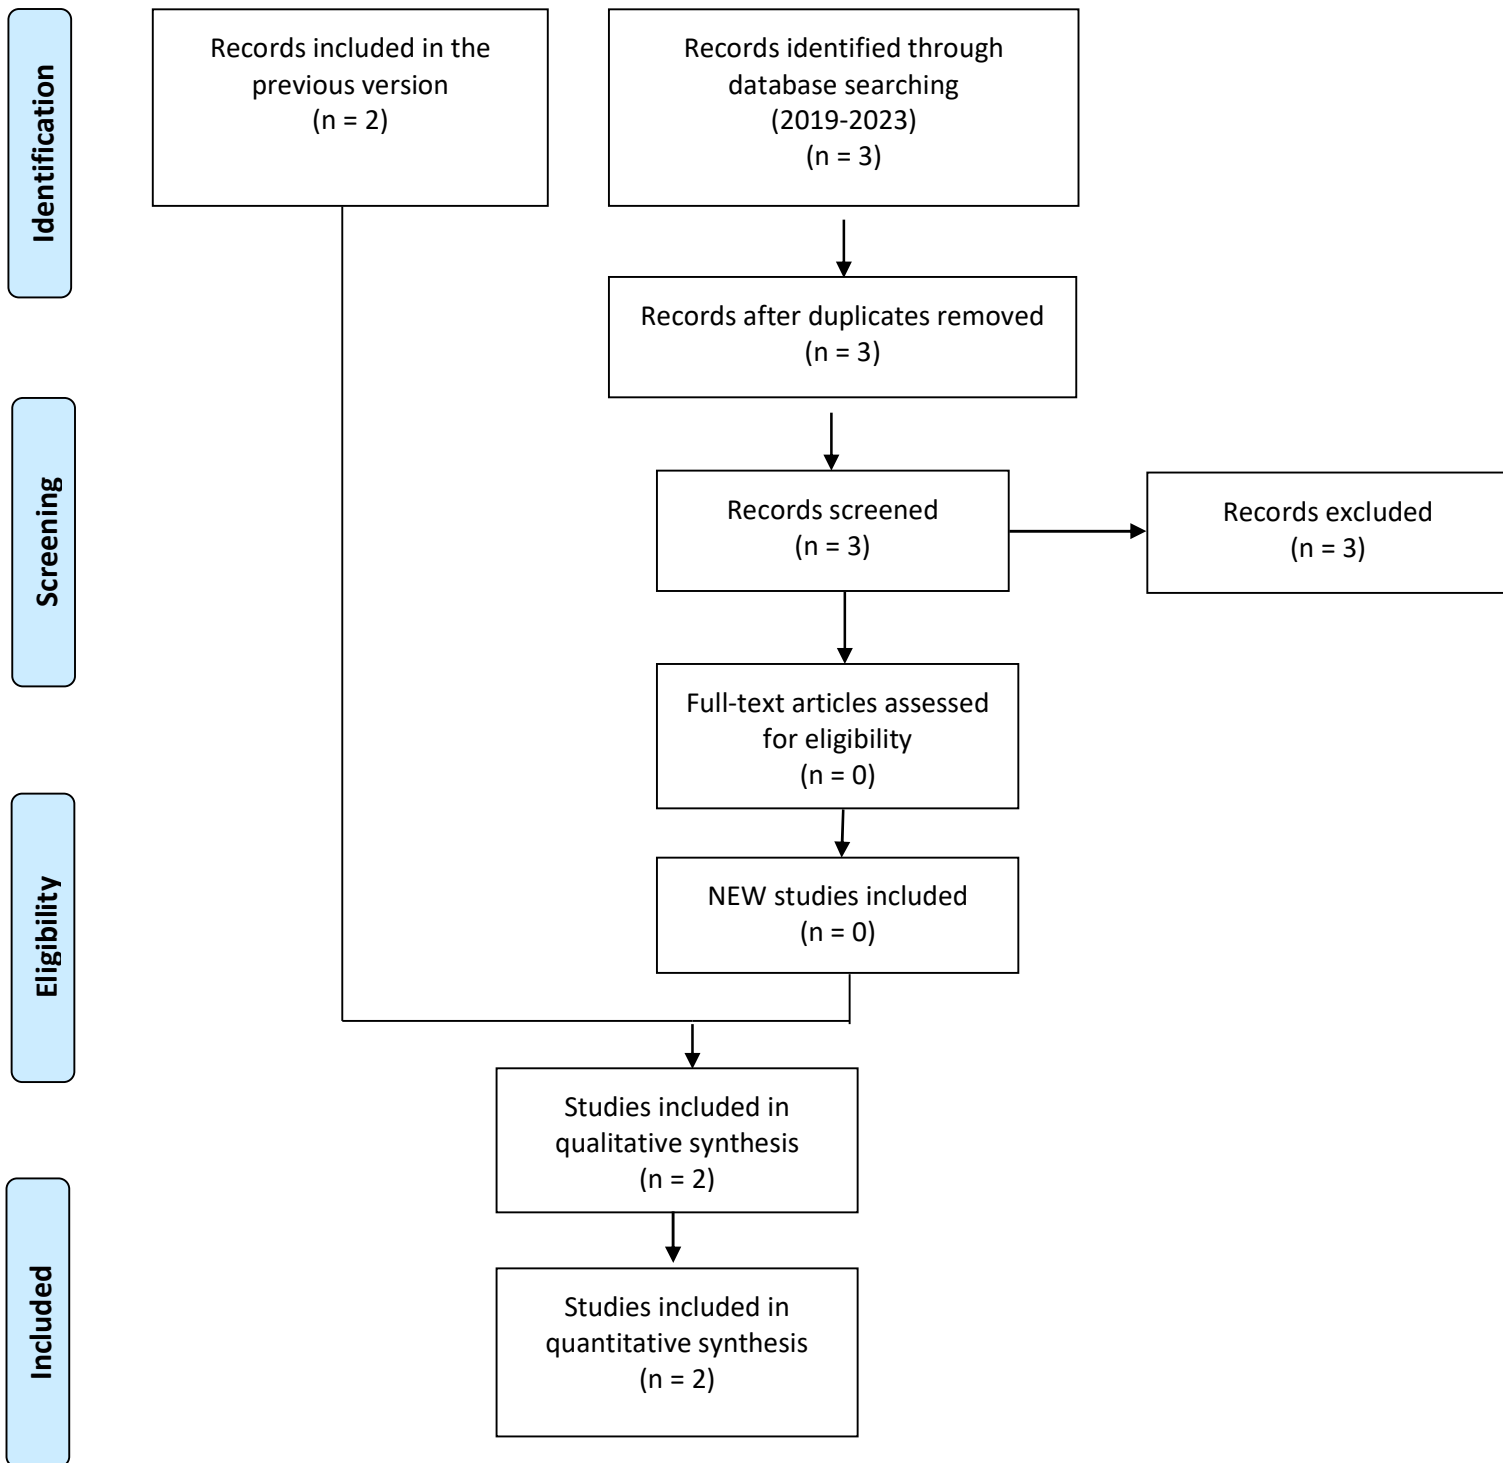 Identification
Records included in the
previous version
(n = 2)
Records identified through
database searching
(2019-2023)
(n = 3)
Records after duplicates removed
(n = 3)
Screening
Records screened
(n = 3)
Records excluded
(n = 3)
Full-text articles assessed
for eligibility
(n = 0)
Eligibility
NEW studies included
(n = 0)
Studies included in
qualitative synthesis
(n = 2)
Included
Studies included in
quantitative synthesis
(n = 2)